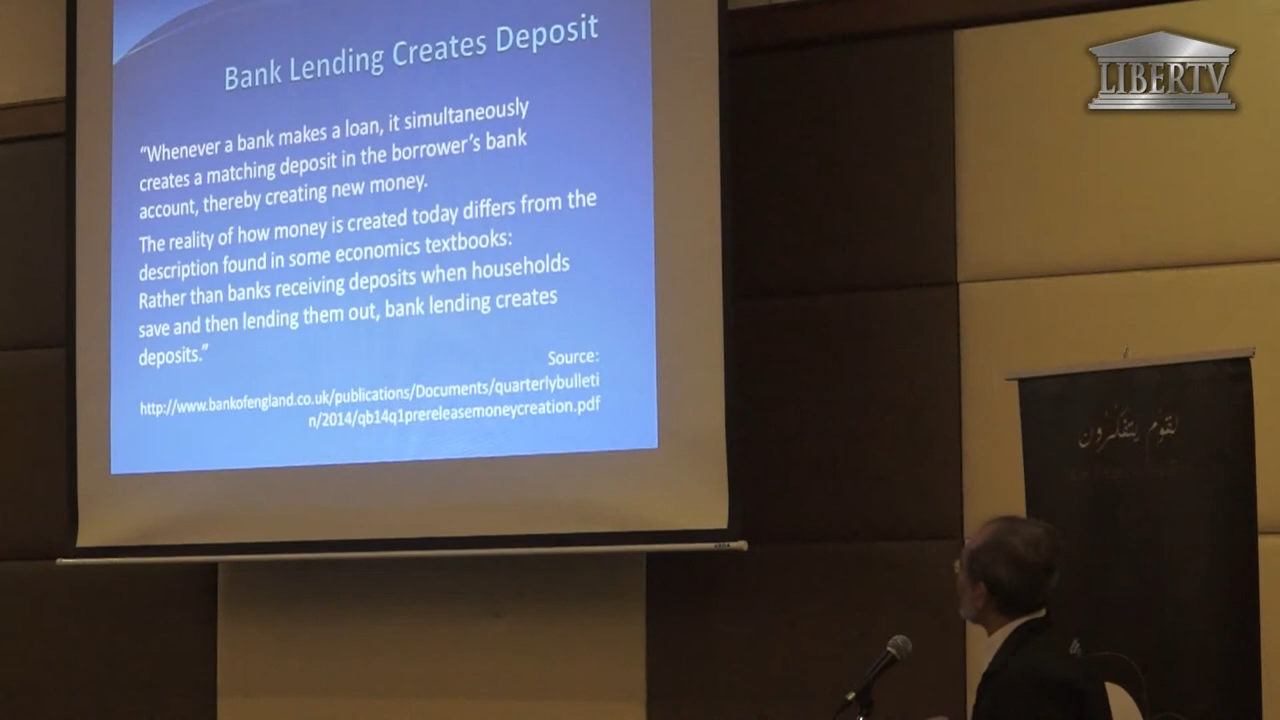 Bank Lending Creates Deposit
“Whenever a bank makes a loan, it simultaneously
creates a matching deposit in the borrower’s bank
account, thereby creating new money.
The reality of how money is created today differs from the
description found in some economics textbooks:
Rather than banks receiving deposits when households
save and then lending them out, bank lending creates
deposits.”
Source:
http://www.bankofengland.co.uk/publications/Documents/quarterlybulleti
n/2014/qb14q1prereleasemoneycreation.pdf
LIBERTV
لقوم يتفكرون